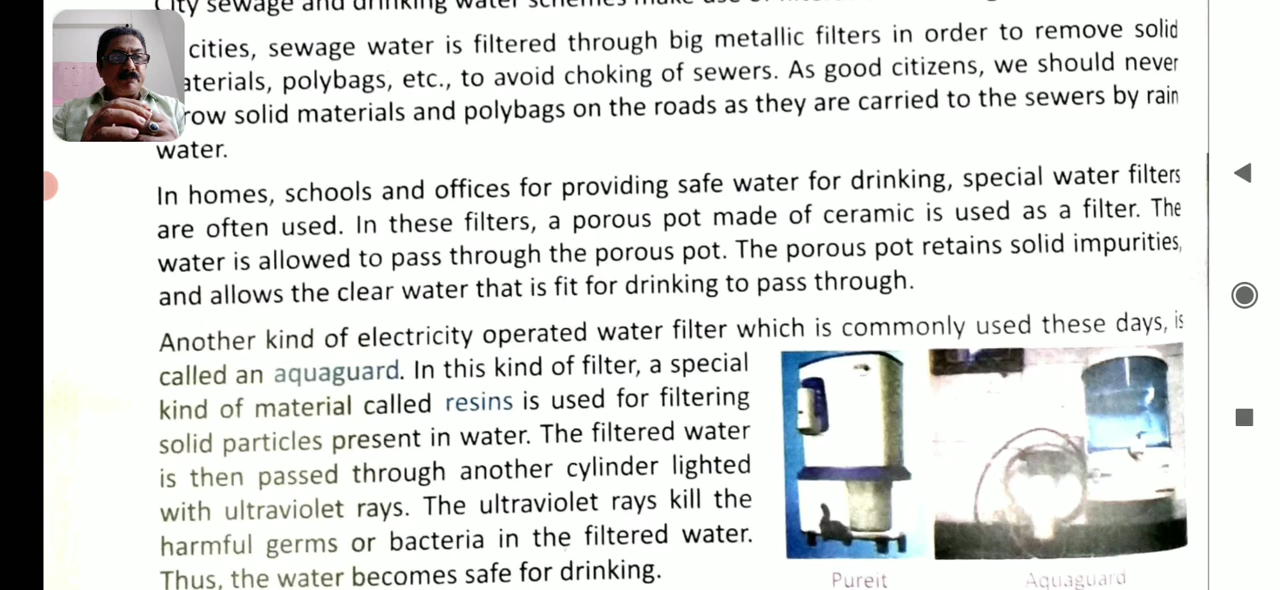 City sewage and drinking water schemes make use of
cities, sewage water is filtered through big metallic filters in order to remove solid
aterials, polybags, etc., to avoid choking of sewers. As good citizens, we should never
row solid materials and polybags on the roads as they are carried to the sewers by rain
water.
In homes, schools and offices for providing safe water for drinking, special water filters
are often used. In these filters, a porous pot made of ceramic is used as a filter. The
water is allowed to pass through the porous pot. The porous pot retains solid impurities,
and allows the clear water that is fit for drinking to pass through.
Another kind of electricity operated water filter which is commonly used these days, is
called an aquaguard. In this kind of filter, a special
kind of material called resins is used for filtering
solid particles present in water. The filtered water
is then passed through another cylinder lighted
with ultraviolet rays. The ultraviolet rays kill the
harmful germs or bacteria in the filtered water.
Thus, the water becomes safe for drinking.
Pureit
Aquaguard